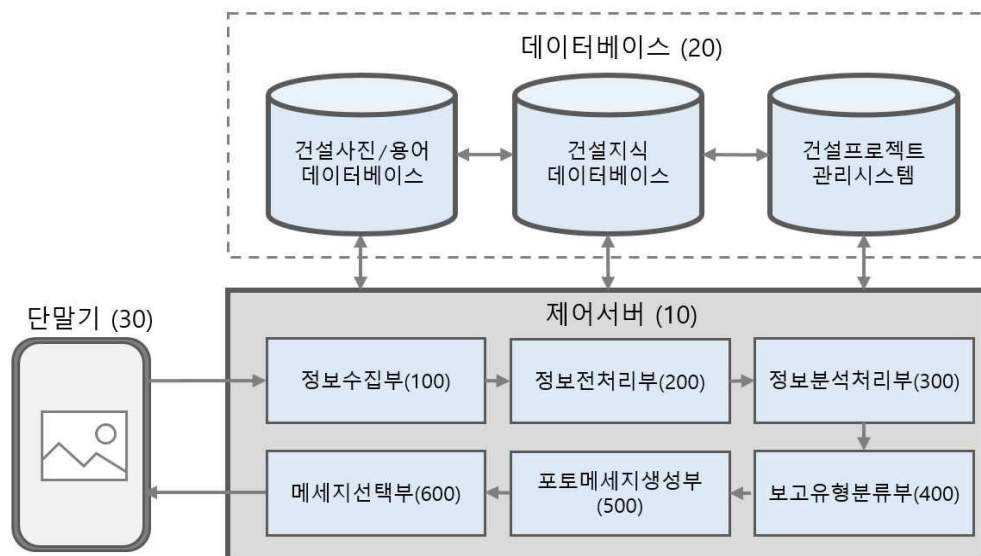 데이터베이스 (20)
건설사진/용어
데이터베이스
건설지식
데이터베이스
건설프로젝트
관리시스템
단말기 (30)
제어서버 (10)
정보수집부(100)
정보전처리부(200)
정보분석처리부(300)
메세지선택부(600)
포토메세지생성부
(500)
보고유형분류부(400)